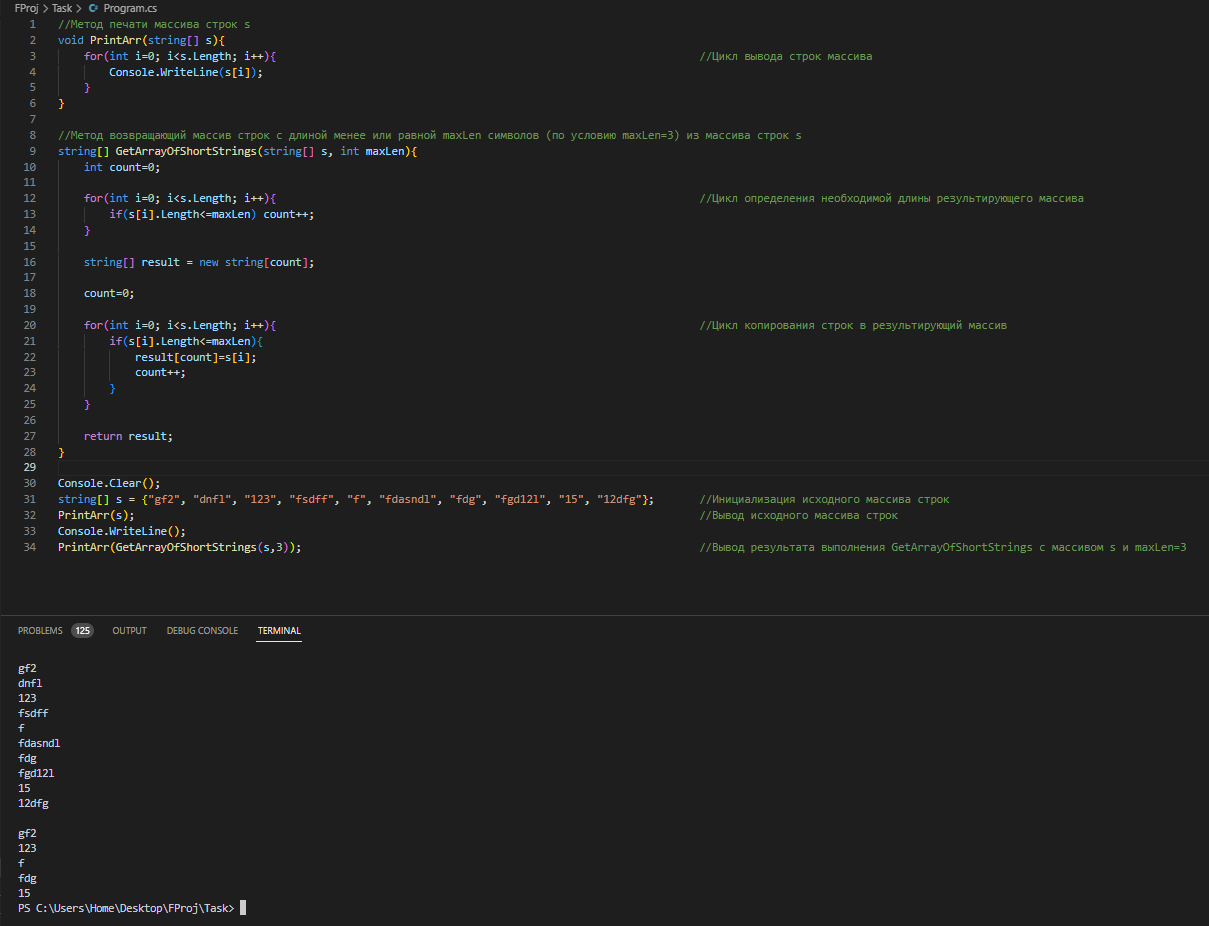 FProj > Task > Program.cs
1 //Метод печати массива строк s
2 void PrintArr(string[] s){
3 for(int i=0; i<s.Length; i++){ //Цикл вывода строк массива
4 Console.WriteLine(s[i]);
5 }
6 }
7
8 //Метод возвращающий массив строк с длиной менее или равной maxLen символов (по условию maxLen=3) из массива строк s
9 string[] GetArrayOfShortStrings(string[] s, int maxLen){
10 int count=0;
11
12 for(int i=0; i<s.Length; i++){ //Цикл определения необходимой длины результирующего массива
13 if(s[i].Length<=maxLen) count++;
14 }
15
16 string[] result = new string[count];
17
18 count=0;
19
20 for(int i=0; i<s.Length; i++){ //Цикл копирования строк в результирующий массив
21 if(s[i].Length<=maxLen){
22 result[count]=s[i];
23 count++;
24 }
25 }
26
27 return result;
28 }
29
30 Console.Clear();
31 string[] s = {"gf2", "dnfl", "123", "fsdff", "f", "fdasndl", "fdg", "fgd12l", "15", "12dfg"}; //Инициализация исходного массива строк
32 PrintArr(s); //Вывод исходного массива строк
33 Console.WriteLine();
34 PrintArr(GetArrayOfShortStrings(s,3)); //Вывод результата выполнения GetArrayOfShortStrings с массивом s и maxLen=3
PROBLEMS 125 OUTPUT DEBUG CONSOLE TERMINAL
gf2
dnfl
123
fsdff
f
fdasndl
fdg
fgd12l
15
12dfg
gf2
123
f
fdg
15
PS C:\Users\Home\Desktop\FProj\Task>